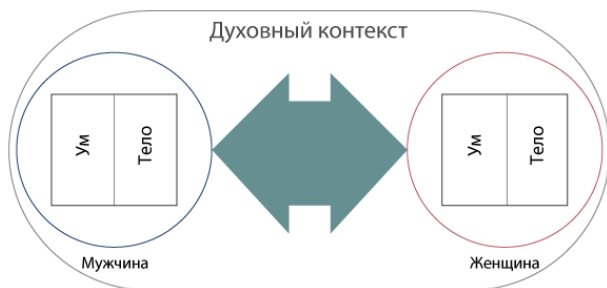 Духовный контекст
Ум
Тело
Ум
Тело
Мужчина
Женщина